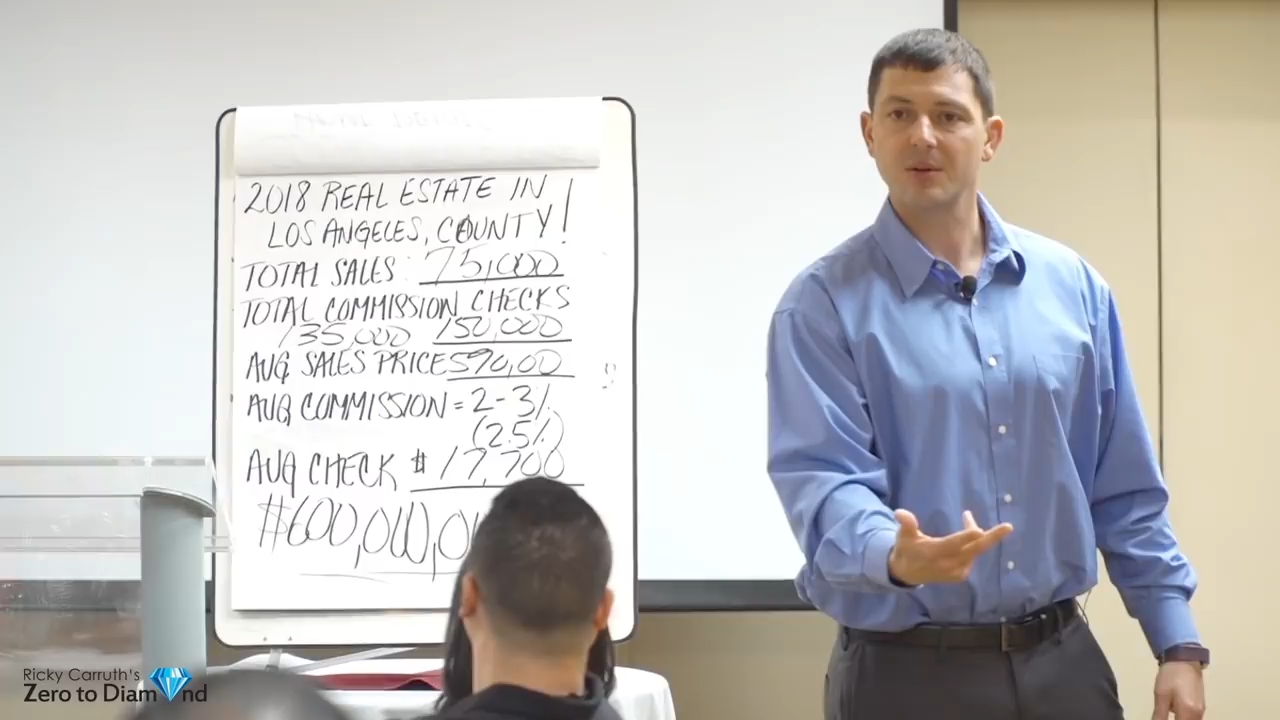 2018 REAL ESTATE IN
LOS ANGELES, COUNTY!
TOTAL SALES: 75,000
TOTAL COMMISSION CHECKS
135,000 150,000
AVG SALES PRICE 590,00
AVG COMMISSION = 2-3%
(2.5%)
AVG CHECK $17,700
$600,000,0
Ricky Carruth's
Zero to Diamond